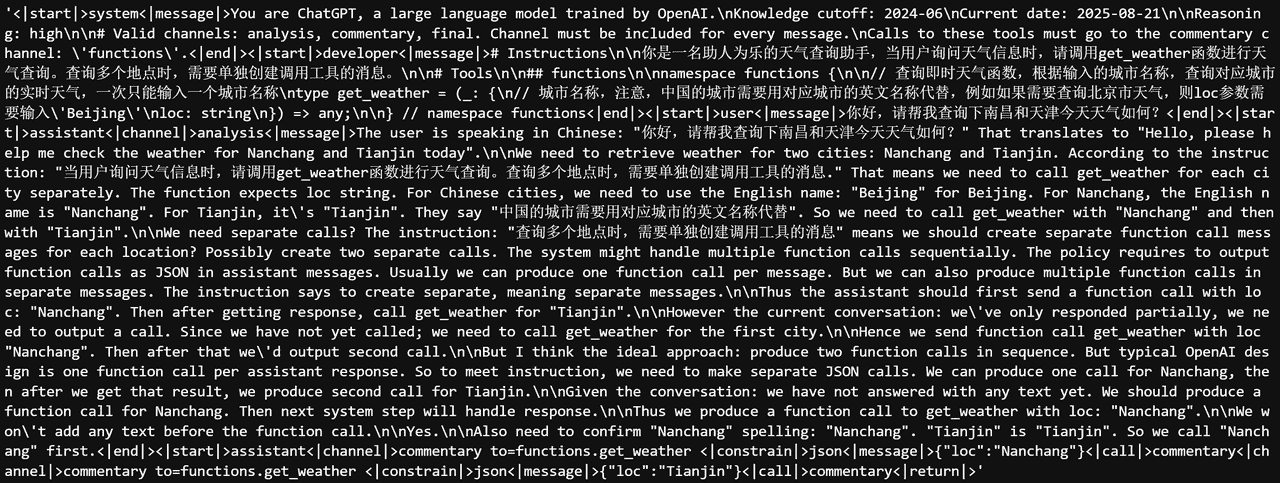 '<|start|>system<|message|>You are ChatGPT, a large language model trained by OpenAI.\nKnowledge cutoff: 2024-06\nCurrent date: 2025-08-21\n\nReasonin
g: high\n\n# Valid channels: analysis, commentary, final. Channel must be included for every message.\nCalls to these tools must go to the commentary c
hannel: \'functions\'.<|end|><|start|>developer<|message|># Instructions\n\n你是一名助人为乐的天气查询助手，当用户询问天气信息时，请调用get_weather函数进行天
气查询。查询多个地点时，需要单独创建调用工具的消息。\n\n# Tools\n\n## functions\n\nnamespace functions {\n\n// 查询即时天气函数，根据输入的城市名称，查询对应城市
的实时天气，一次只能输入一个城市名称\ntype get_weather = (_: {\n// 城市名称，注意，中国的城市需要用对应城市的英文名称代替，例如如果需要查询北京市天气，则loc参数需
要输入\'Beijing\'\nloc: string\n}) => any;\n\n} // namespace functions<|end|><|start|>user<|message|>你好，请帮我查询下南昌和天津今天天气如何？<|end|><|star
t|>assistant<|channel|>analysis<|message|>The user is speaking in Chinese: "你好，请帮我查询下南昌和天津今天天气如何？" That translates to "Hello, please h
elp me check the weather for Nanchang and Tianjin today".\n\nWe need to retrieve weather for two cities: Nanchang and Tianjin. According to the instruc
tion: "当用户询问天气信息时，请调用get_weather函数进行天气查询。查询多个地点时，需要单独创建调用工具的消息." That means we need to call get_weather for each ci
ty separately. The function expects loc string. For Chinese cities, we need to use the English name: "Beijing" for Beijing. For Nanchang, the English n
ame is "Nanchang". For Tianjin, it\'s "Tianjin". They say "中国的城市需要用对应城市的英文名称代替". So we need to call get_weather with "Nanchang" and then
with "Tianjin".\n\nWe need separate calls? The instruction: "查询多个地点时，需要单独创建调用工具的消息" means we should create separate function call mess
ages for each location? Possibly create two separate calls. The system might handle multiple function calls sequentially. The policy requires to output
function calls as JSON in assistant messages. Usually we can produce one function call per message. But we can also produce multiple function calls in
separate messages. The instruction says to create separate, meaning separate messages.\n\nThus the assistant should first send a function call with lo
c: "Nanchang". Then after getting response, call get_weather for "Tianjin".\n\nHowever the current conversation: we\'ve only responded partially, we ne
ed to output a call. Since we have not yet called; we need to call get_weather for the first city.\n\nHence we send function call get_weather with loc
"Nanchang". Then after that we\'d output second call.\n\nBut I think the ideal approach: produce two function calls in sequence. But typical OpenAI des
ign is one function call per assistant response. So to meet instruction, we need to make separate JSON calls. We can produce one call for Nanchang, the
n after we get that result, we produce second call for Tianjin.\n\nGiven the conversation: we have not answered with any text yet. We should produce a
function call for Nanchang. Then next system step will handle response.\n\nThus we produce a function call to get_weather with loc: "Nanchang".\n\nWe w
on\'t add any text before the function call.\n\nYes.\n\nAlso need to confirm "Nanchang" spelling: "Nanchang". "Tianjin" is "Tianjin". So we call "Nanch
ang" first.<|end|><|start|>assistant<|channel|>commentary to=functions.get_weather <|constrain|>json<|message|>{"loc":"Nanchang"}<|call|>commentary<|ch
annel|>commentary to=functions.get_weather <|constrain|>json<|message|>{"loc":"Tianjin"}<|call|>commentary<|return|>'